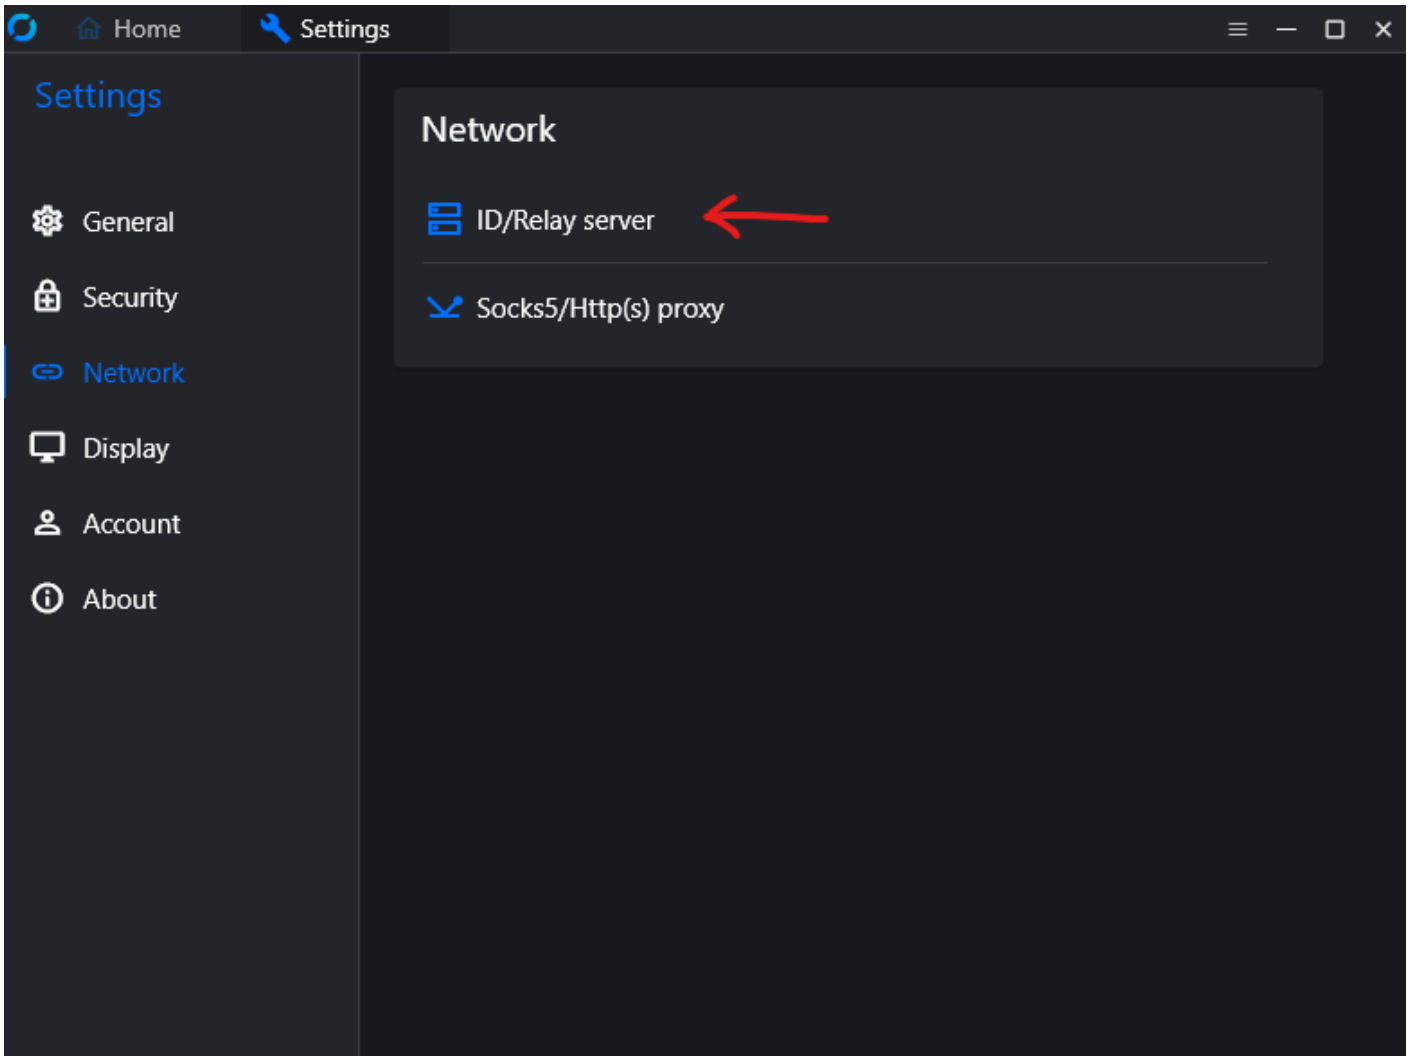 Home
Settings
Settings
General
Security
Network
Display
Account
About
Network
ID/Relay server
Socks5/Http(s) proxy